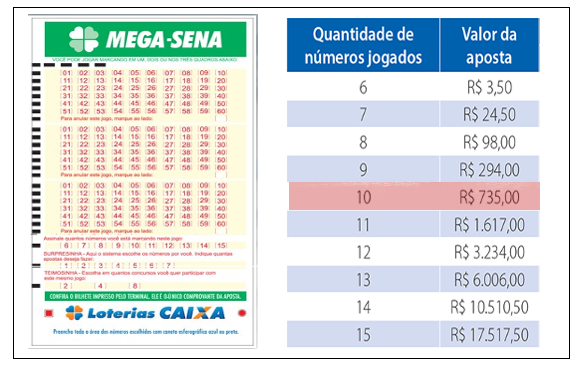 MEGA-SENA
VOCÊ PODE JOGAR MARCANDO EM UM, DOIS OU NOS TRÊS QUADROS ABAIXO
01 02 03 04 05 06 07 08 09 10
11 12 13 14 15 16 17 18 19 20
21 22 23 24 25 26 27 28 29 30
31 32 33 34 35 36 37 38 39 40
41 42 43 44 45 46 47 48 49 50
51 52 53 54 55 56 57 58 59 60
Para anular este jogo, marque ao lado:
01 02 03 04 05 06 07 08 09 10
11 12 13 14 15 16 17 18 19 20
21 22 23 24 25 26 27 28 29 30
31 32 33 34 35 36 37 38 39 40
41 42 43 44 45 46 47 48 49 50
51 52 53 54 55 56 57 58 59 60
Para anular este jogo, marque ao lado:
01 02 03 04 05 06 07 08 09 10
11 12 13 14 15 16 17 18 19 20
21 22 23 24 25 26 27 28 29 30
31 32 33 34 35 36 37 38 39 40
41 42 43 44 45 46 47 48 49 50
51 52 53 54 55 56 57 58 59 60
Para anular este jogo, marque ao lado:
Assinale quantos números você está marcando neste jogo:
6 7 8 9 10 11 12 13 14 15
SURPRESINHA - Aqui o sistema escolhe os números por você. Indique quantas
apostas deseja fazer:
1 2 3 4 5 6 7
TEIMOSINHA - Escolha em quantos concursos você quer participar com
este mesmo jogo:
2 4 8
CONFIRA O BILHETE IMPRESSO PELO TERMINAL. ELE É O ÚNICO COMPROVANTE DA APOSTA.
Loterias CAIXA
Preencha toda a área dos números escolhidos com caneta esferográfica azul ou preta.
Quantidade de números jogados Valor da aposta
6 R$ 3,50
7 R$ 24,50
8 R$ 98,00
9 R$ 294,00
10 R$ 735,00
11 R$ 1.617,00
12 R$ 3.234,00
13 R$ 6.006,00
14 R$ 10.510,50
15 R$ 17.517,50